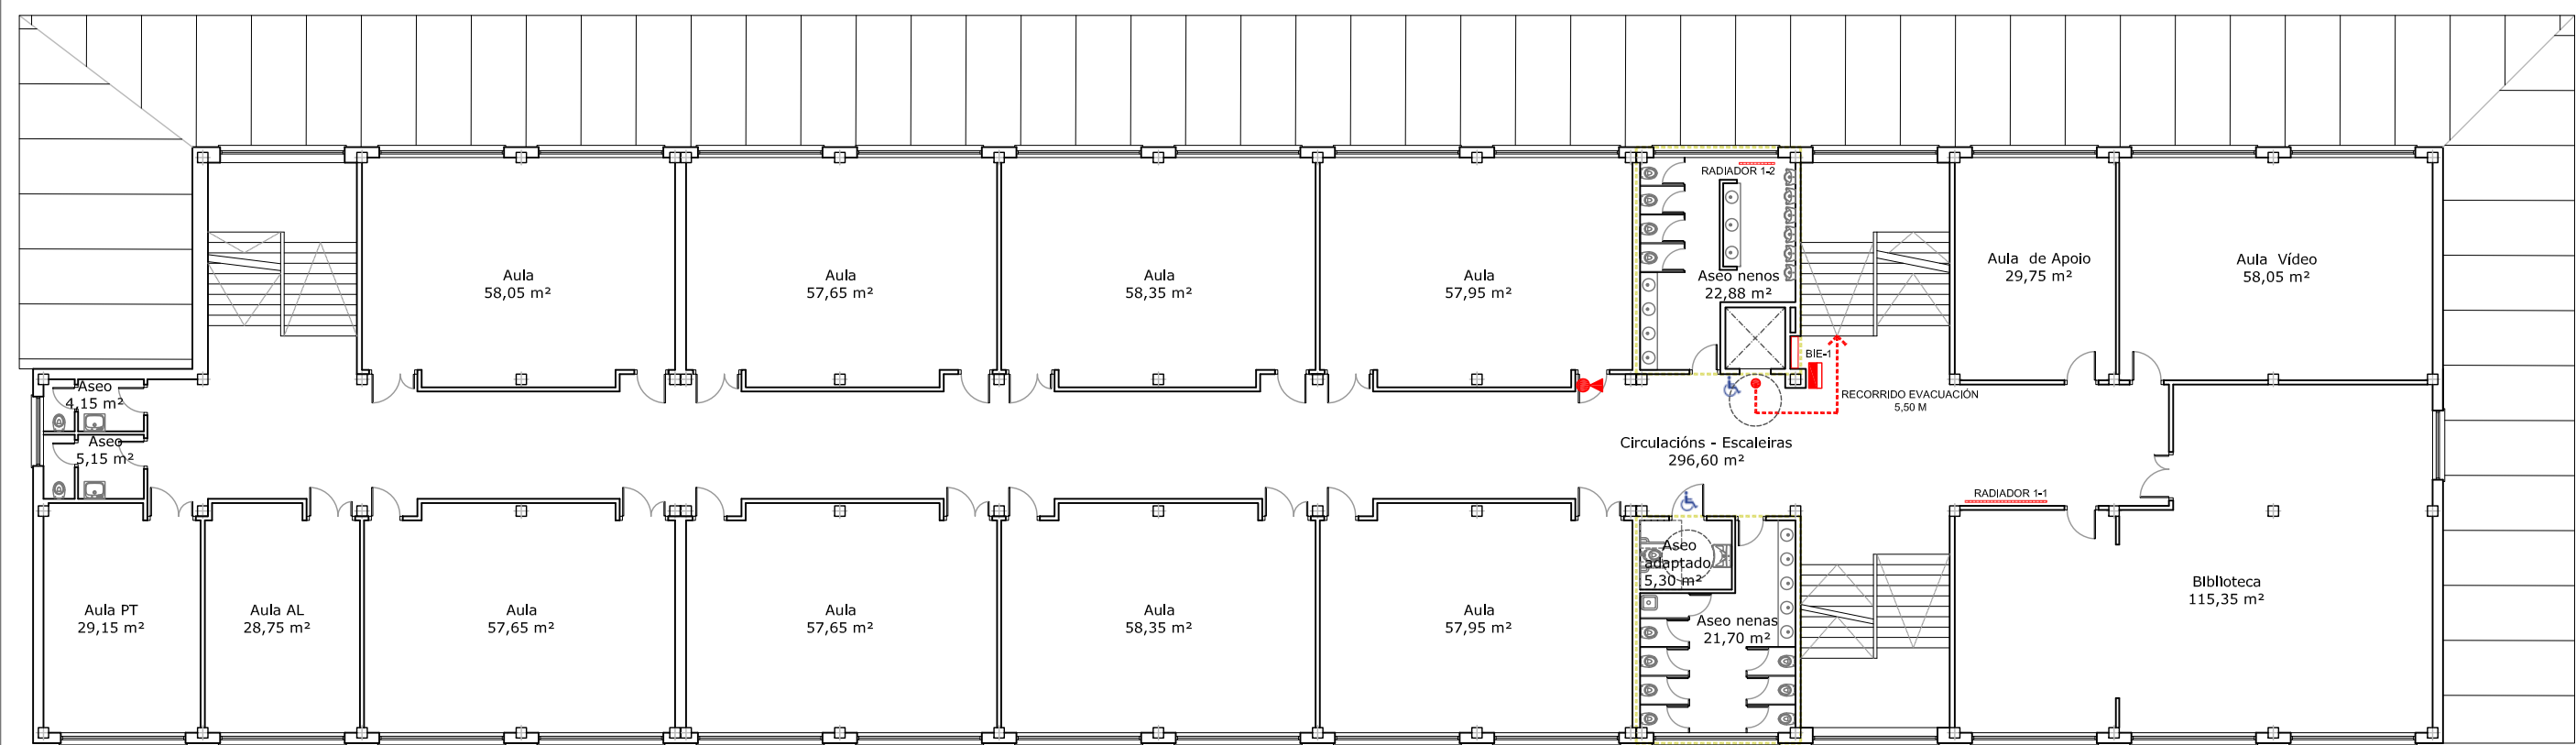 RADIADOR 1-2
Aula
58,05 m²
Aula
57,65 m²
Aula
58,35 m²
Aula
57,95 m²
Aseo nenos
22,88 m²
Aula de Apoio
29,75 m²
Aula Vídeo
58,05 m²
BIE-1
RECORRIDO EVACUACIÓN
5,50 M
Aseo
4,15 m²
Aseo
5,15 m²
Circulacións - Escaleiras
296,60 m²
RADIADOR 1-1
Aseo
adaptado
5,30 m²
Aula PT
29,15 m²
Aula AL
28,75 m²
Aula
57,65 m²
Aula
57,65 m²
Aula
58,35 m²
Aula
57,95 m²
Aseo nenas
21,70 m²
Biblioteca
115,35 m²